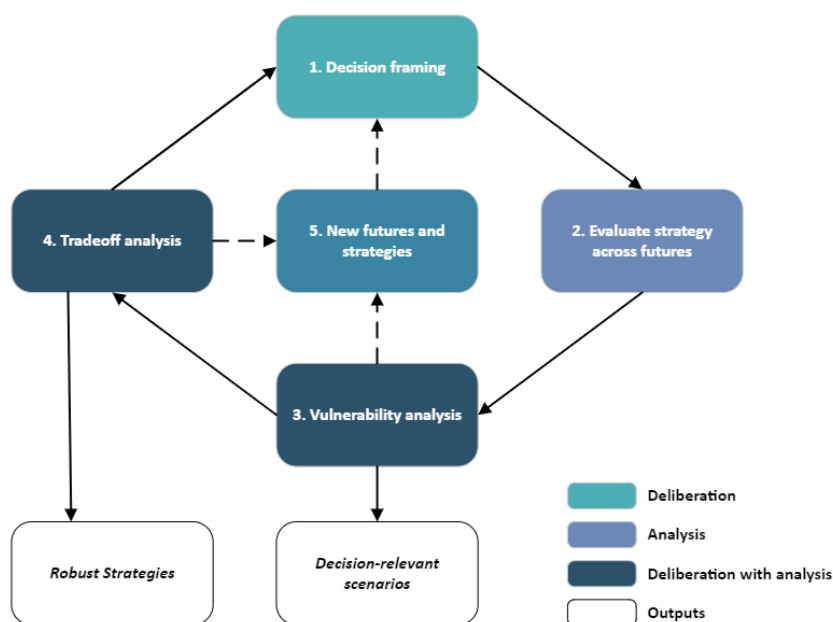 1. Decision framing
4. Tradeoff analysis
5. New futures and
strategies
2. Evaluate strategy
across futures
3. Vulnerability analysis
Robust Strategies
Decision-relevant
scenarios
Deliberation
Analysis
Deliberation with analysis
Outputs